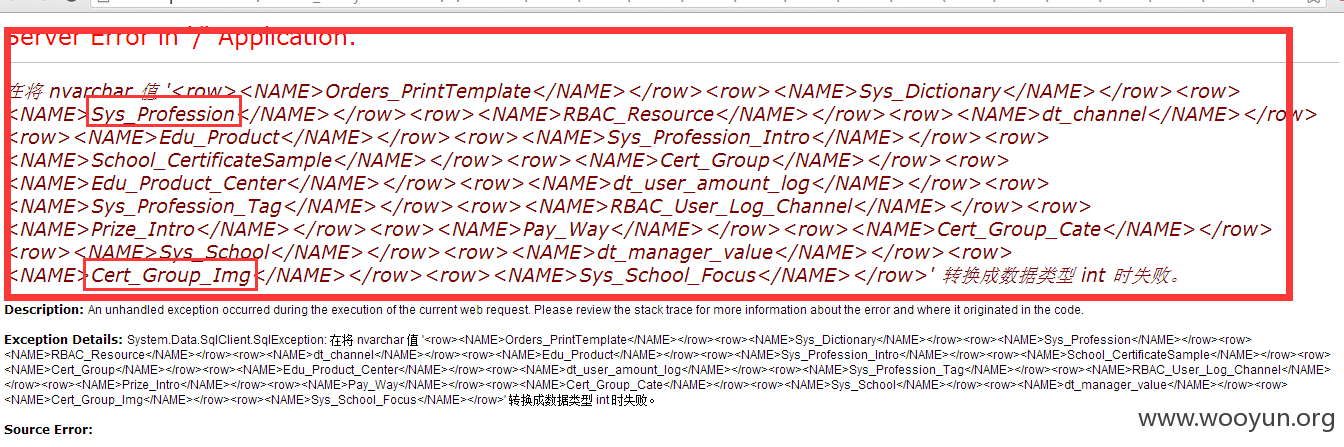 Server Error in '/' Application.
在将 nvarchar 值 '<row><NAME>Orders_PrintTemplate</NAME></row><row><NAME>Sys_Dictionary</NAME></row><row>
<NAME>Sys_Profession</NAME></row><row><NAME>RBAC_Resource</NAME></row><row><NAME>dt_channel</NAME></row>
<row><NAME>Edu_Product</NAME></row><row><NAME>Sys_Profession_Intro</NAME></row><row>
<NAME>School_CertificateSample</NAME></row><row><NAME>Cert_Group</NAME></row><row>
<NAME>Edu_Product_Center</NAME></row><row><NAME>dt_user_amount_log</NAME></row><row>
<NAME>Sys_Profession_Tag</NAME></row><row><NAME>RBAC_User_Log_Channel</NAME></row><row>
<NAME>Prize_Intro</NAME></row><row><NAME>Pay_Way</NAME></row><row><NAME>Cert_Group_Cate</NAME></row>
<row><NAME>Sys_School</NAME></row><row><NAME>dt_manager_value</NAME></row><row>
<NAME>Cert_Group_Img</NAME></row><row><NAME>Sys_School_Focus</NAME></row>' 转换成数据类型 int 时失败。
Description: An unhandled exception occurred during the execution of the current web request. Please review the stack trace for more information about the error and where it originated in the code.
Exception Details: System.Data.SqlClient.SqlException: 在将 nvarchar 值 '<row><NAME>Orders_PrintTemplate</NAME></row><row><NAME>Sys_Dictionary</NAME></row><row><NAME>Sys_Profession</NAME></row><row>
<NAME>RBAC_Resource</NAME></row><row><NAME>dt_channel</NAME></row><row><NAME>Edu_Product</NAME></row><row><NAME>Sys_Profession_Intro</NAME></row><row><NAME>School_CertificateSample</NAME></row><row>
<NAME>Cert_Group</NAME></row><row><NAME>Edu_Product_Center</NAME></row><row><NAME>dt_user_amount_log</NAME></row><row><NAME>Sys_Profession_Tag</NAME></row><row><NAME>RBAC_User_Log_Channel</NAME>
</row><row><NAME>Prize_Intro</NAME></row><row><NAME>Pay_Way</NAME></row><row><NAME>Cert_Group_Cate</NAME></row><row><NAME>Sys_School</NAME></row><row><NAME>dt_manager_value</NAME></row><row>
<NAME>Cert_Group_Img</NAME></row><row><NAME>Sys_School_Focus</NAME></row>' 转换成数据类型 int 时失败。
Source Error:
www.wooyun.org